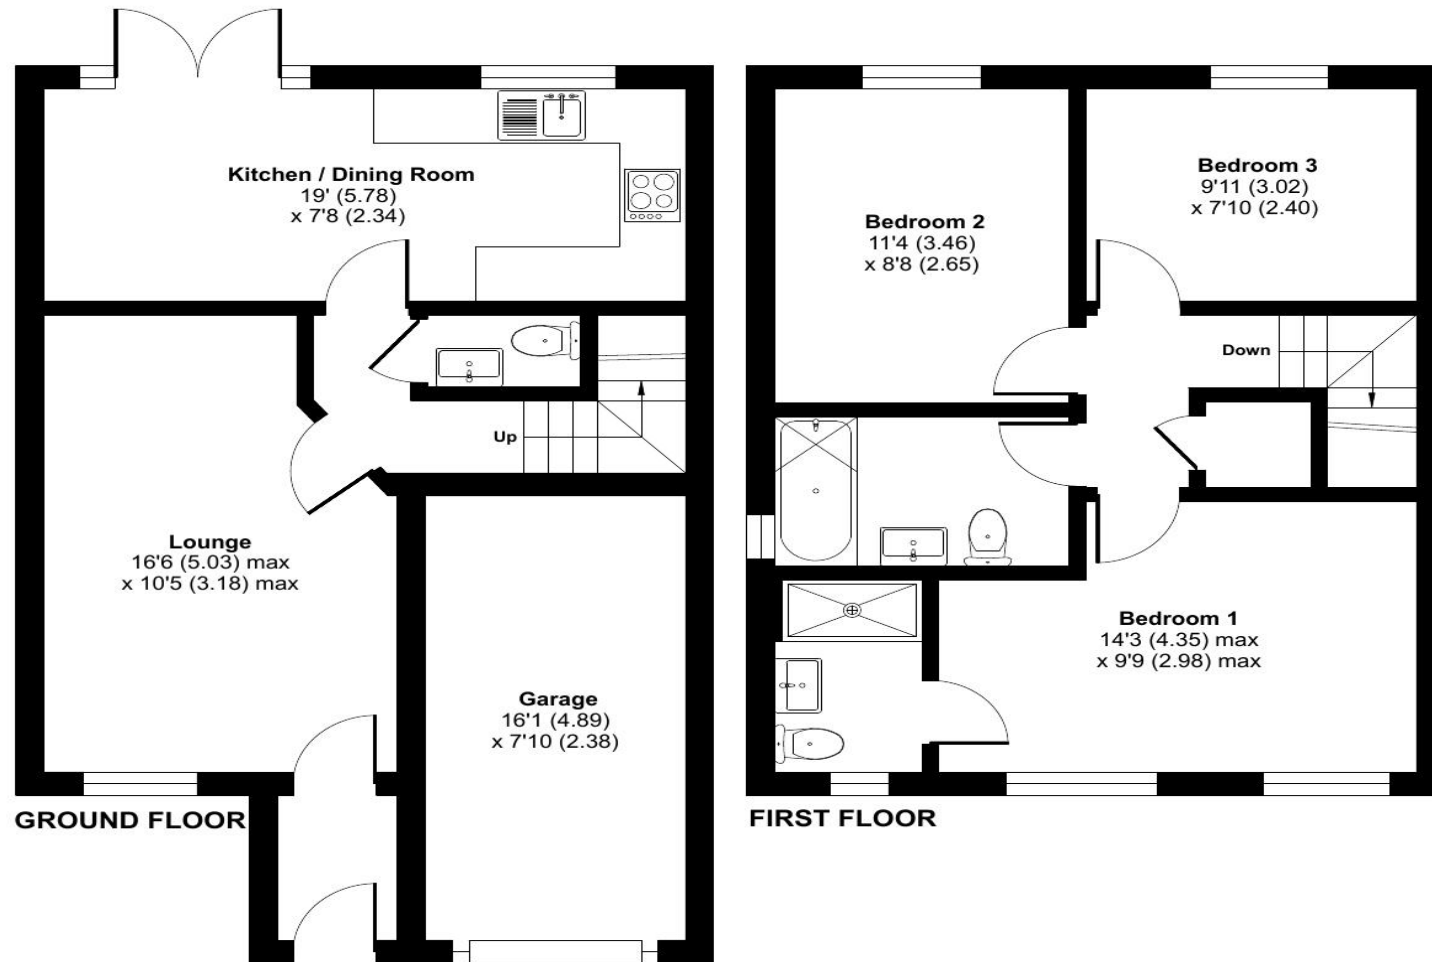 Kitchen / Dining Room
19' (5.78)
x 7'8 (2.34)
Up
Lounge
16'6 (5.03) max
x 10'5 (3.18) max
Garage
16'1 (4.89)
x 7'10 (2.38)
GROUND FLOOR
Bedroom 3
9'11 (3.02)
x 7'10 (2.40)
Bedroom 2
11'4 (3.46)
x 8'8 (2.65)
Down
Bedroom 1
14'3 (4.35) max
x 9'9 (2.98) max
FIRST FLOOR